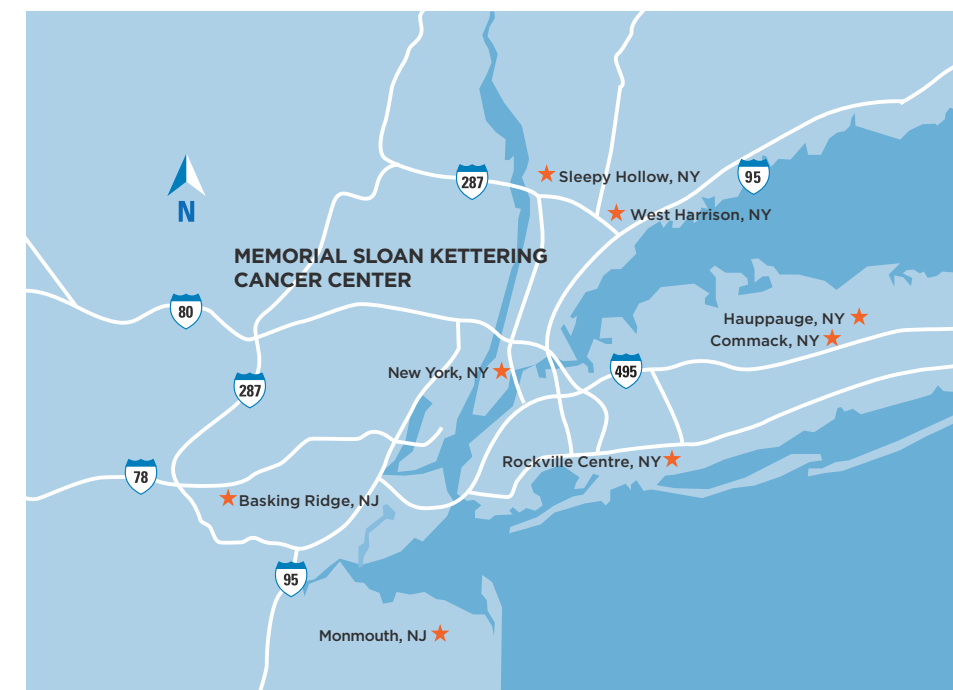 Sleepy Hollow, NY
287
95
N
West Harrison, NY
MEMORIAL SLOAN KETTERING
CANCER CENTER
80
Hauppauge, NY
Commack, NY
New York, NY
495
287
Rockville Centre, NY
78
Basking Ridge, NJ
95
Monmouth, NJ